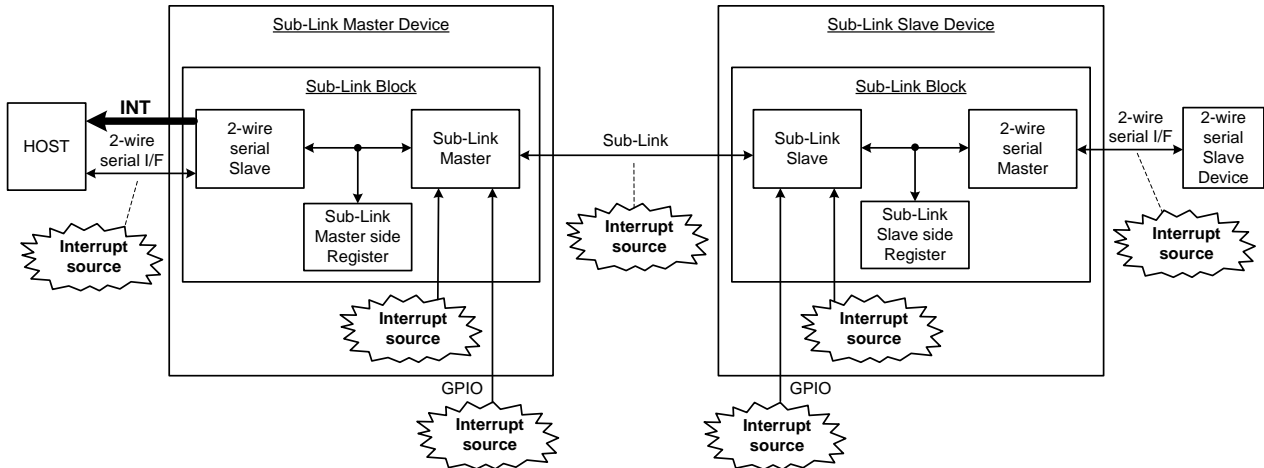 Sub-Link Master Device
Sub-Link Slave Device
Sub-Link Block
Sub-Link Block
HOST
INT
2-wire
serial I/F
2-wire
serial
Slave
Sub-Link
Master
Sub-Link
Sub-Link
Slave
2-wire
serial
Master
2-wire
serial I/F
2-wire
serial
Slave
Device
Sub-Link
Master side
Register
Sub-Link
Slave side
Register
Interrupt
source
Interrupt
source
Interrupt
source
Interrupt
source
Interrupt
source
GPIO
GPIO
Interrupt
source
Interrupt
source